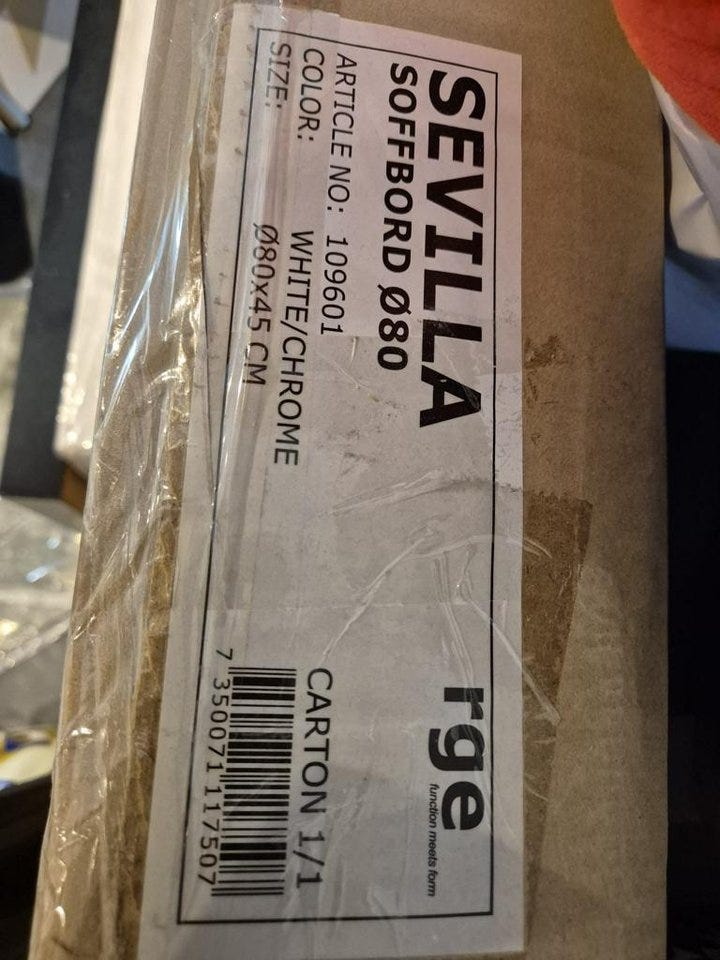 SEVILLA
SOFFBORD Ø80
rge
function meets form
ARTICLE NO: 109601
COLOR: WHITE/CHROME
SIZE: Ø80x45 CM
CARTON 1/1
7 350071 117507